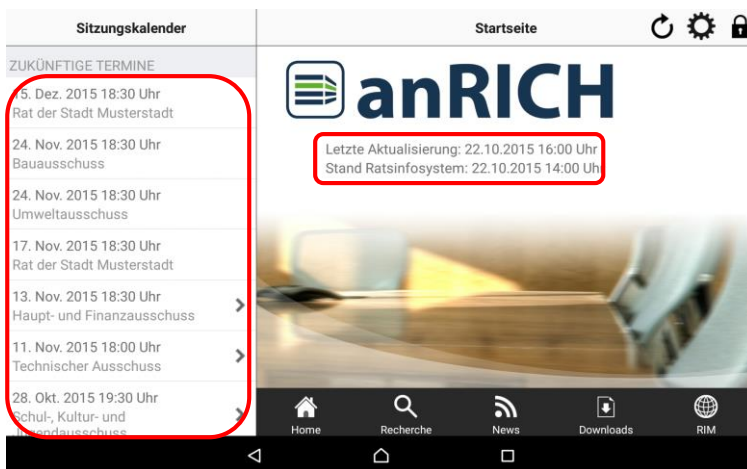 Sitzungskalender
ZUKÜNFTIGE TERMINE
15. Dez. 2015 18:30 Uhr
Rat der Stadt Musterstadt
24. Nov. 2015 18:30 Uhr
Bauausschuss
24. Nov. 2015 18:30 Uhr
Umweltausschuss
17. Nov. 2015 18:30 Uhr
Rat der Stadt Musterstadt
13. Nov. 2015 18:30 Uhr
Haupt- und Finanzausschuss
11. Nov. 2015 18:00 Uhr
Technischer Ausschuss
28. Okt. 2015 19:30 Uhr
Schul-, Kultur- und
Jugendausschuss
Startseite
anRICH
Letzte Aktualisierung: 22.10.2015 16:00 Uhr
Stand Ratsinfosystem: 22.10.2015 14:00 Uhr
Home Recherche News Downloads RIM